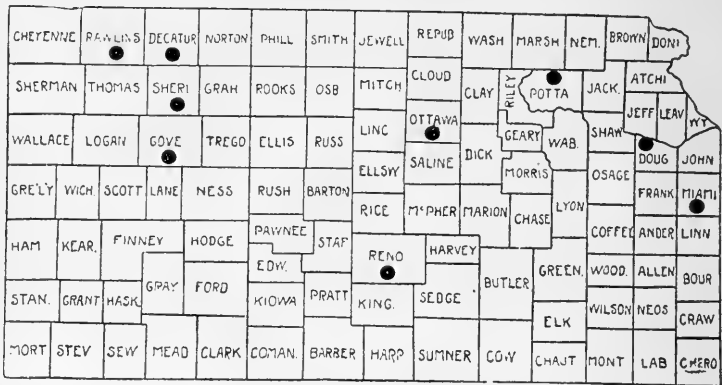 CHEYENNE RAWLINS DECATUR NORTON PHILL SMITH JEWELL REPUB WASH MARSH NEM. BROWN DONI
SHERMAN THOMAS SHERI GRAH ROOKS OSB MITCH CLOUD CLAY RILEY POTTA JACK. ATCHI
JEFF LEAV WY
WALLACE LOGAN GOVE TREGO ELLIS RUSS LINC OTTAWA DICK GEARY WAB. SHAW DOUG JOHN
GRE'LY WICH. SCOTT LANE NESS RUSH BARTON ELLSW SALINE MORRIS OSAGE FRANK MIAMI
RICE McPHER MARION CHASE LYON
HAM KEAR. FINNEY HODGE PAWNEE STAF RENO HARVEY COFFEE ANDER LINN
EDW.
STAN. GRANT HASK. GRAY FORD KIOWA PRATT KING. SEDGE BUTLER GREEN. WOOD. ALLEN BOUR
ELK WILSON NEOS CRAW
MORT STEV SEW MEAD CLARK COMAN. BARBER HARP SUMNER COW CHAJT MONT LAB CHERO